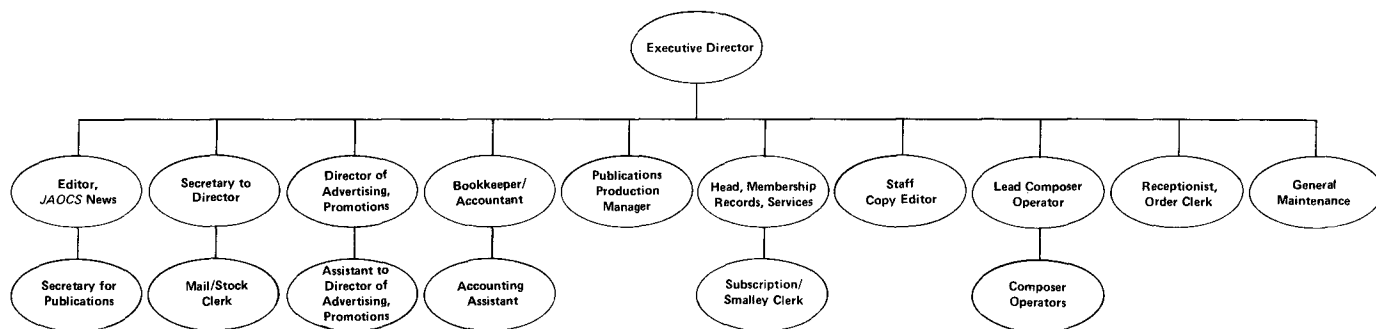 Executive Director
Editor,
JAOCS News
Secretary to
Director
Director of
Advertising,
Promotions
Bookkeeper/
Accountant
Publications
Production
Manager
Head, Membership
Records, Services
Staff
Copy Editor
Lead Composer
Operator
Receptionist,
Order Clerk
General
Maintenance
Secretary for
Publications
Mail/Stock
Clerk
Assistant to
Director of
Advertising,
Promotions
Accounting
Assistant
Subscription/
Smalley Clerk
Composer
Operators